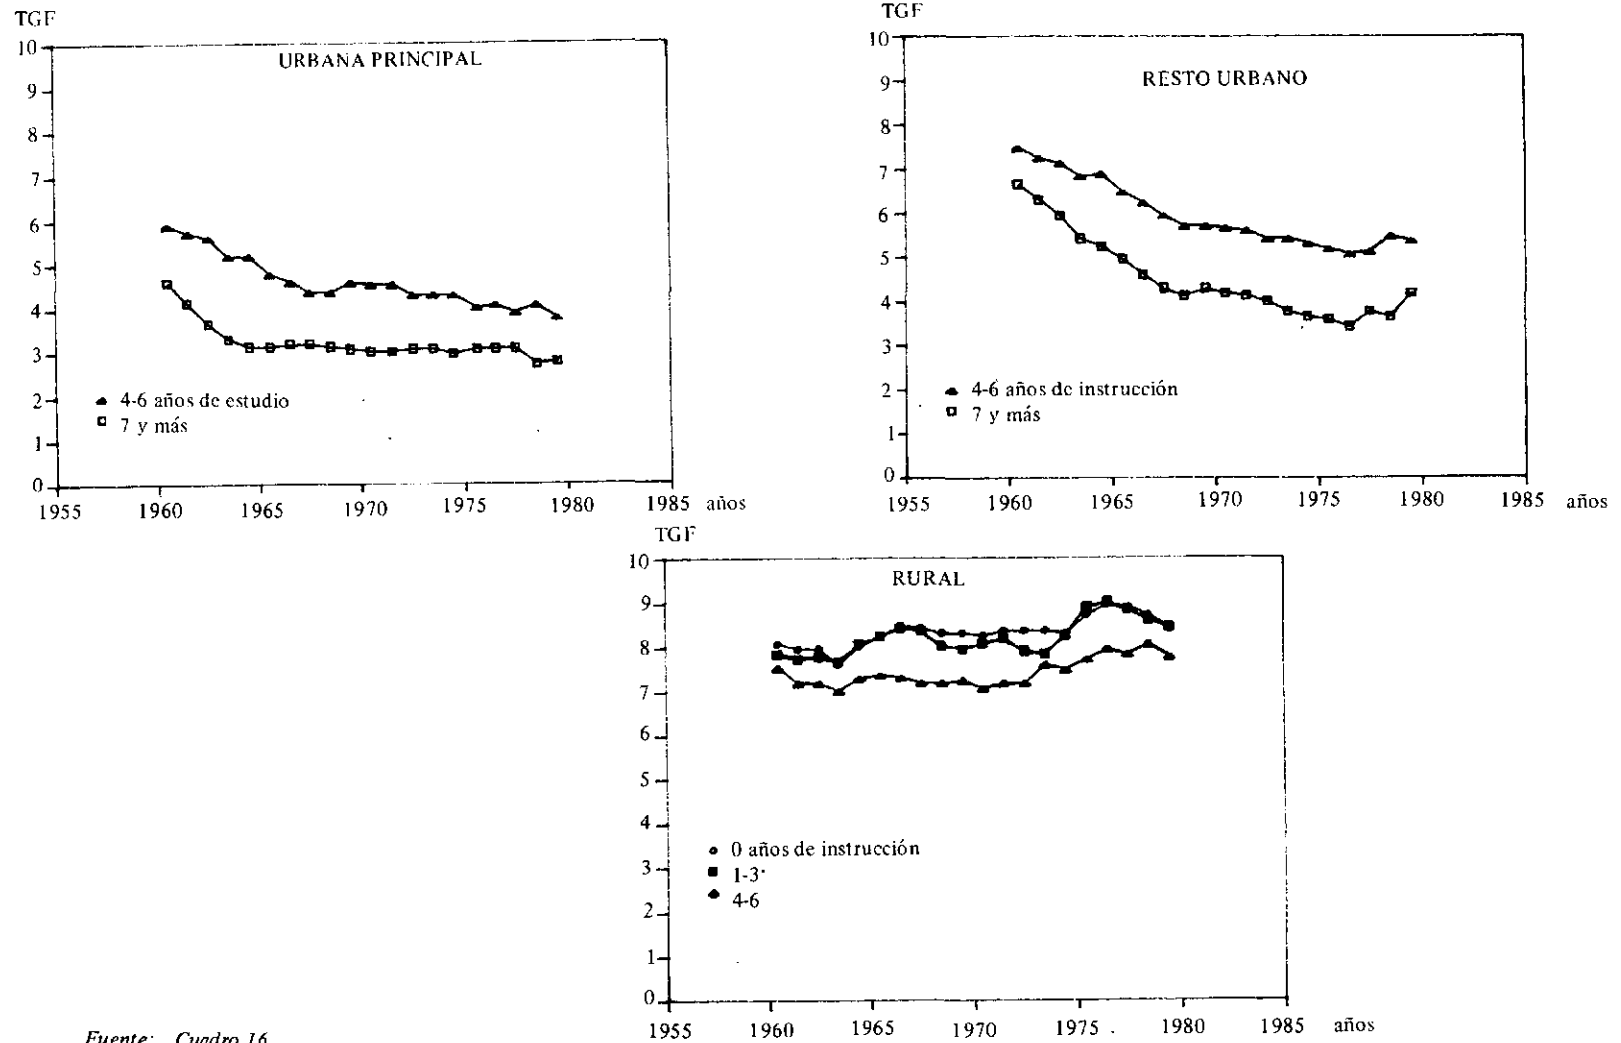 TGF
URBANA PRINCIPAL
10
9
8
7
6
5
4
3
2
1
0
4-6 años de estudio
7 y más
1955 1960 1965 1970 1975 1980 1985 años
TGF
RESTO URBANO
10
9
8
7
6
5
4
3
2
1
0
4-6 años de instrucción
7 y más
1955 1960 1965 1970 1975 1980 1985 años
TGF
RURAL
10
9
8
7
6
5
4
3
2
1
0
0 años de instrucción
1-3
4-6
1955 1960 1965 1970 1975 1980 1985 años
Fuente: Cuadro 16